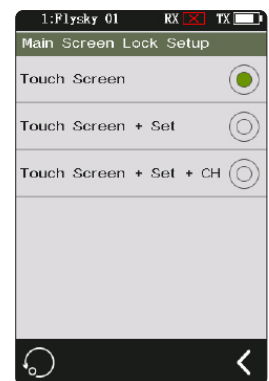 1:Flysky 01 RX TX
Main Screen Lock Setup
Touch Screen
Touch Screen + Set
Touch Screen + Set + CH